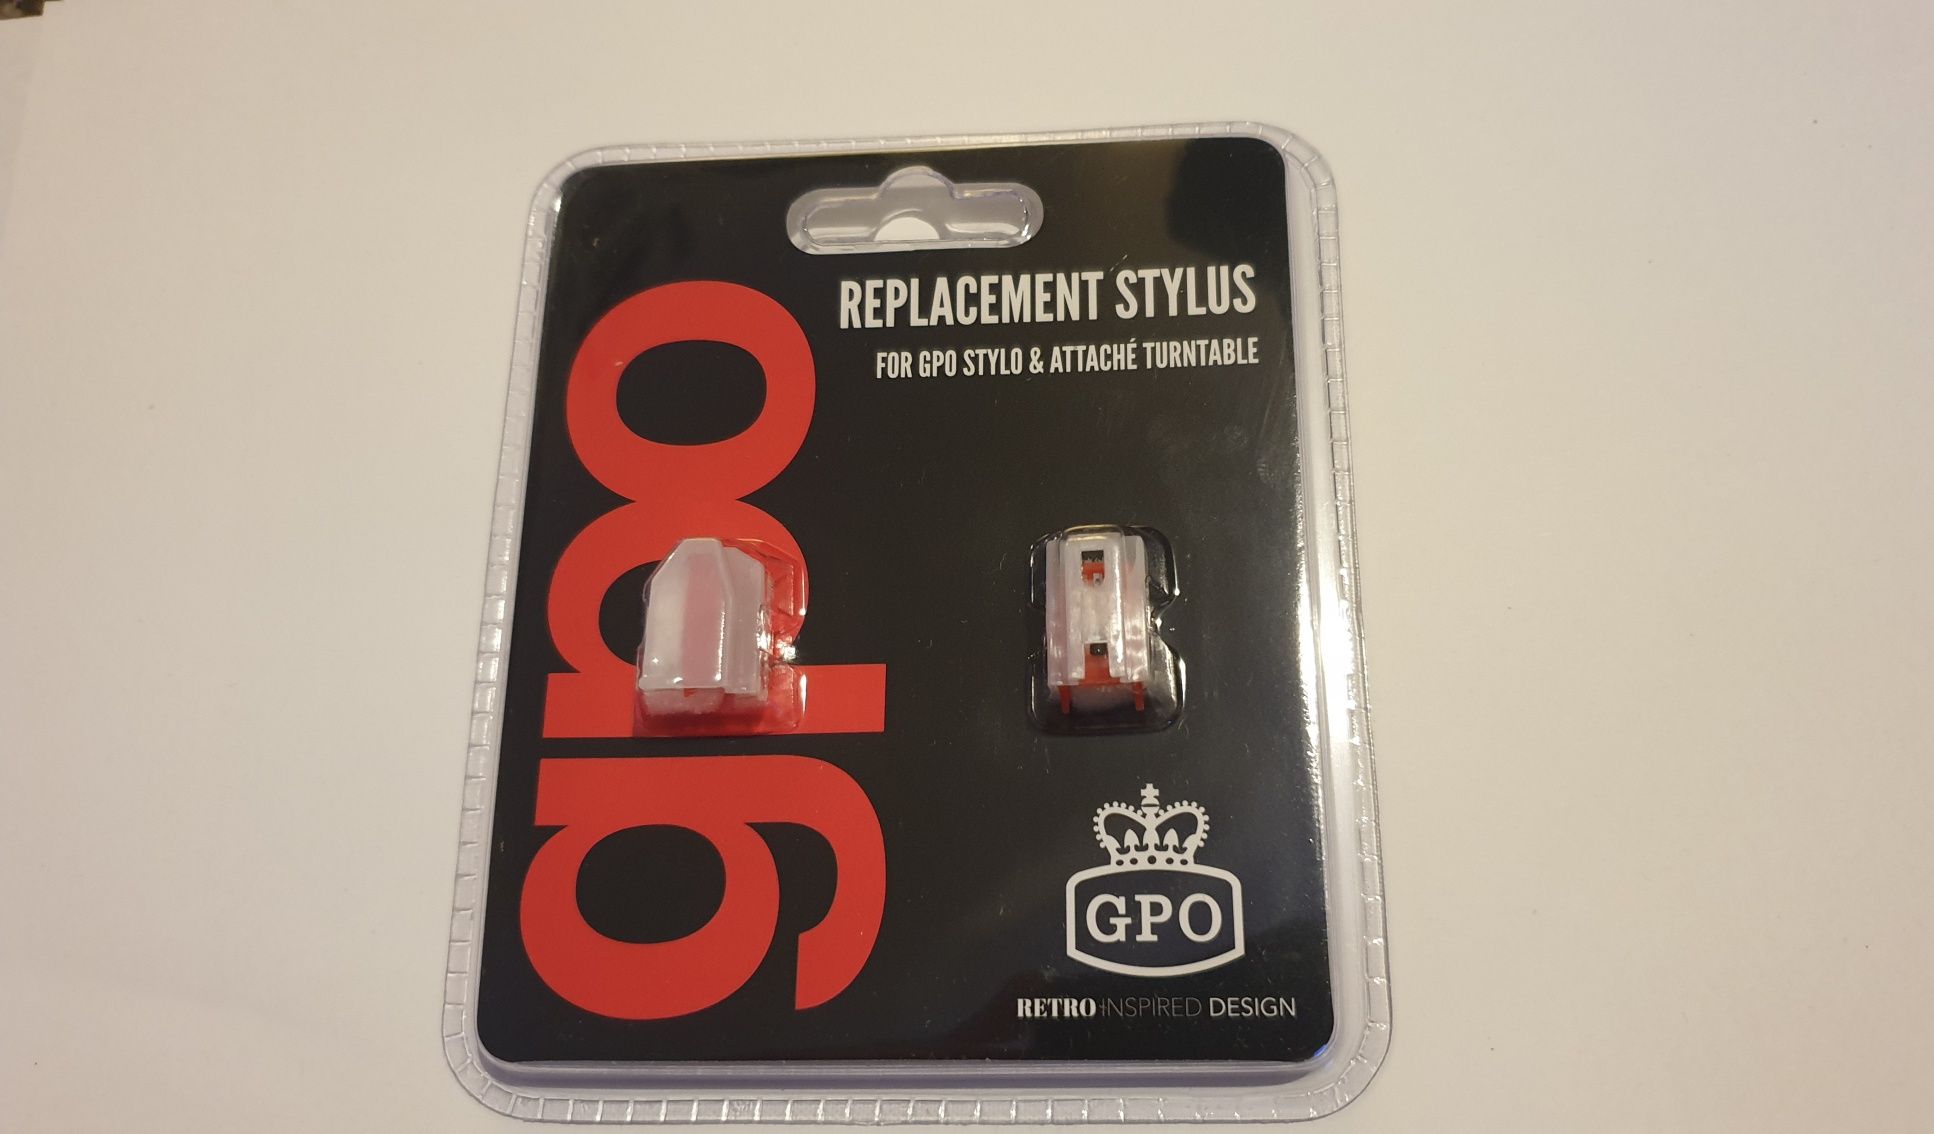 REPLACEMENT STYLUS
FOR GPO STYLO & ATTACHÉ TURNTABLE
gpo
GPO
RETRO INSPIRED DESIGN